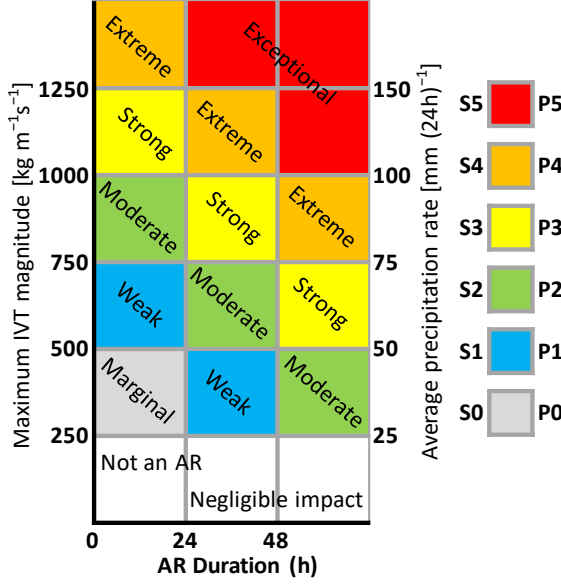 Extreme
Exceptional
1250
150
Strong
Extreme
S5
P5
1000
100
S4
P4
Moderate
Strong
Extreme
S3
P3
750
75
Weak
Moderate
Strong
S2
P2
500
50
S1
P1
Marginal
Weak
Moderate
S0
P0
250
25
Not an AR
Negligible impact
0
24
48
AR Duration (h)
Maximum IVT magnitude [kg m⁻¹s⁻¹]
Average precipitation rate [mm (24h)⁻¹]